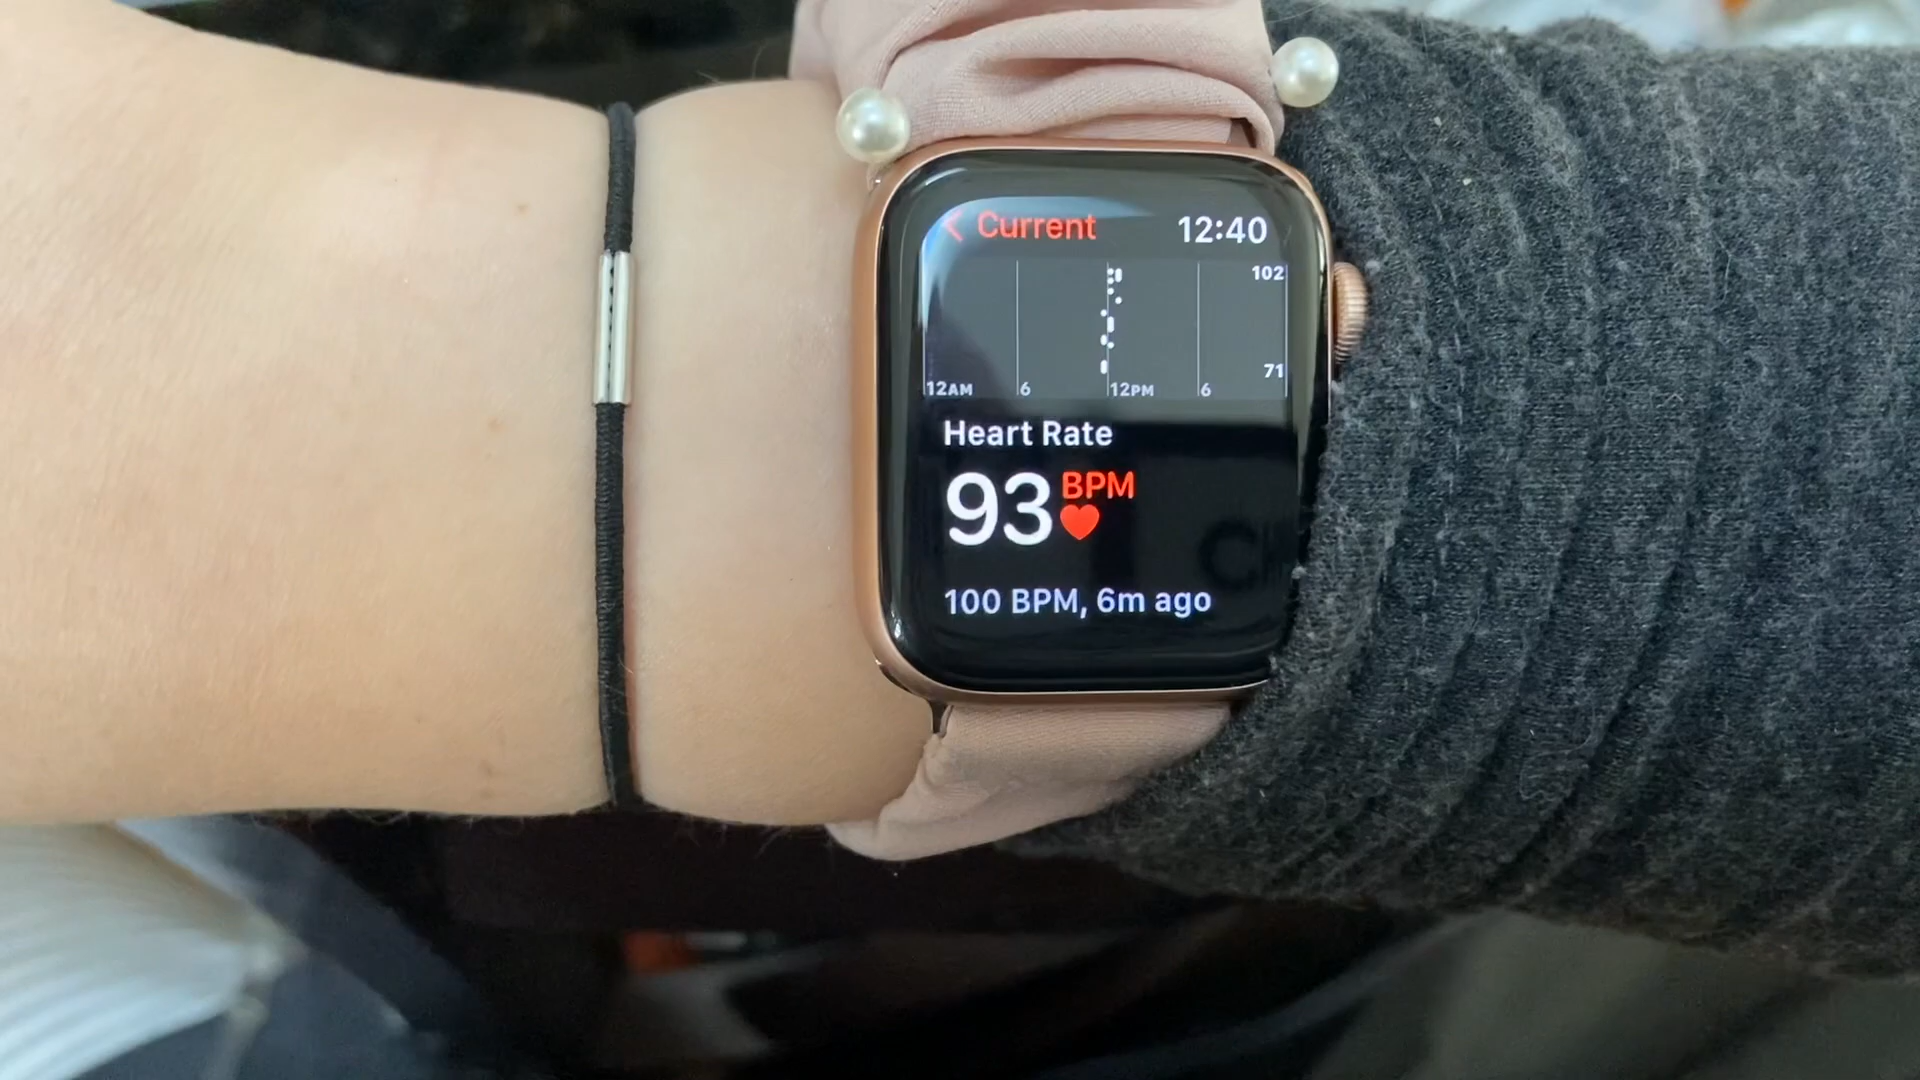 < Current 12:40
102
71
12AM 6 12PM 6
Heart Rate
93 BPM
100 BPM, 6m ago